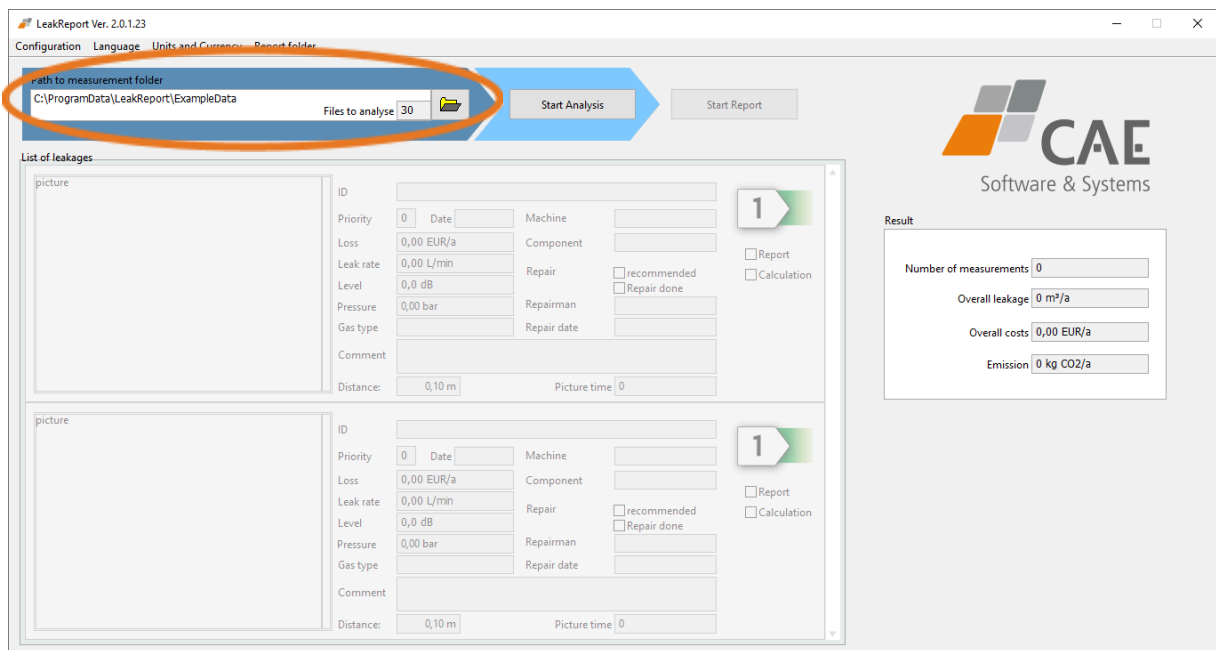 LeakReport Ver. 2.0.1.23
Configuration Language Units and Currency Report folder
Path to measurement folder
C:\ProgramData\LeakReport\ExampleData
Files to analyse 30
Start Analysis
Start Report
CAE
Software & Systems
List of leakages
picture
ID
Priority 0 Date Machine
Loss 0,00 EUR/a Component
Leak rate 0,00 L/min Repair recommended
Level 0,0 dB Repair done
Pressure 0,00 bar Repairman
Gas type Repair date
Comment
Distance: 0,10 m Picture time 0
1
Report
Calculation
picture
ID
Priority 0 Date Machine
Loss 0,00 EUR/a Component
Leak rate 0,00 L/min Repair recommended
Level 0,0 dB Repair done
Pressure 0,00 bar Repairman
Gas type Repair date
Comment
Distance: 0,10 m Picture time 0
1
Report
Calculation
Result
Number of measurements 0
Overall leakage 0 m³/a
Overall costs 0,00 EUR/a
Emission 0 kg CO2/a